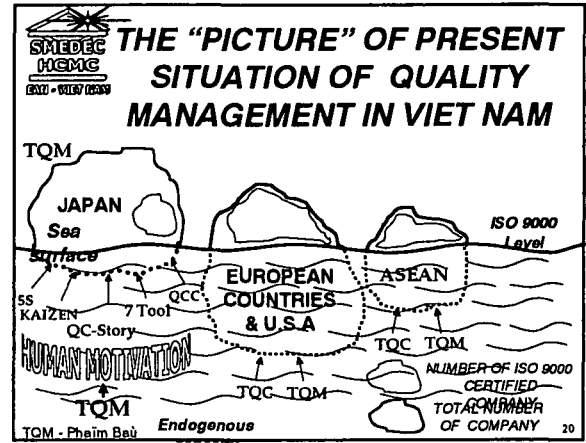 SMEDEC
HCMC
THE “PICTURE” OF PRESENT
SITUATION OF QUALITY
MANAGEMENT IN VIET NAM
TQM
JAPAN
Sea
surface
ISO 9000
Level
EUROPEAN
COUNTRIES
& U.S.A
ASEAN
5S
KAIZEN
QC-Story
7 Tool
QCC
HUMAN MOTIVATION
TQM
TQC
TQM
TQC
TQM
NUMBER OF ISO 9000
CERTIFIED
COMPANY
TOTAL NUMBER
OF COMPANY
TQM - Phaïm Baù
Endogenous
20